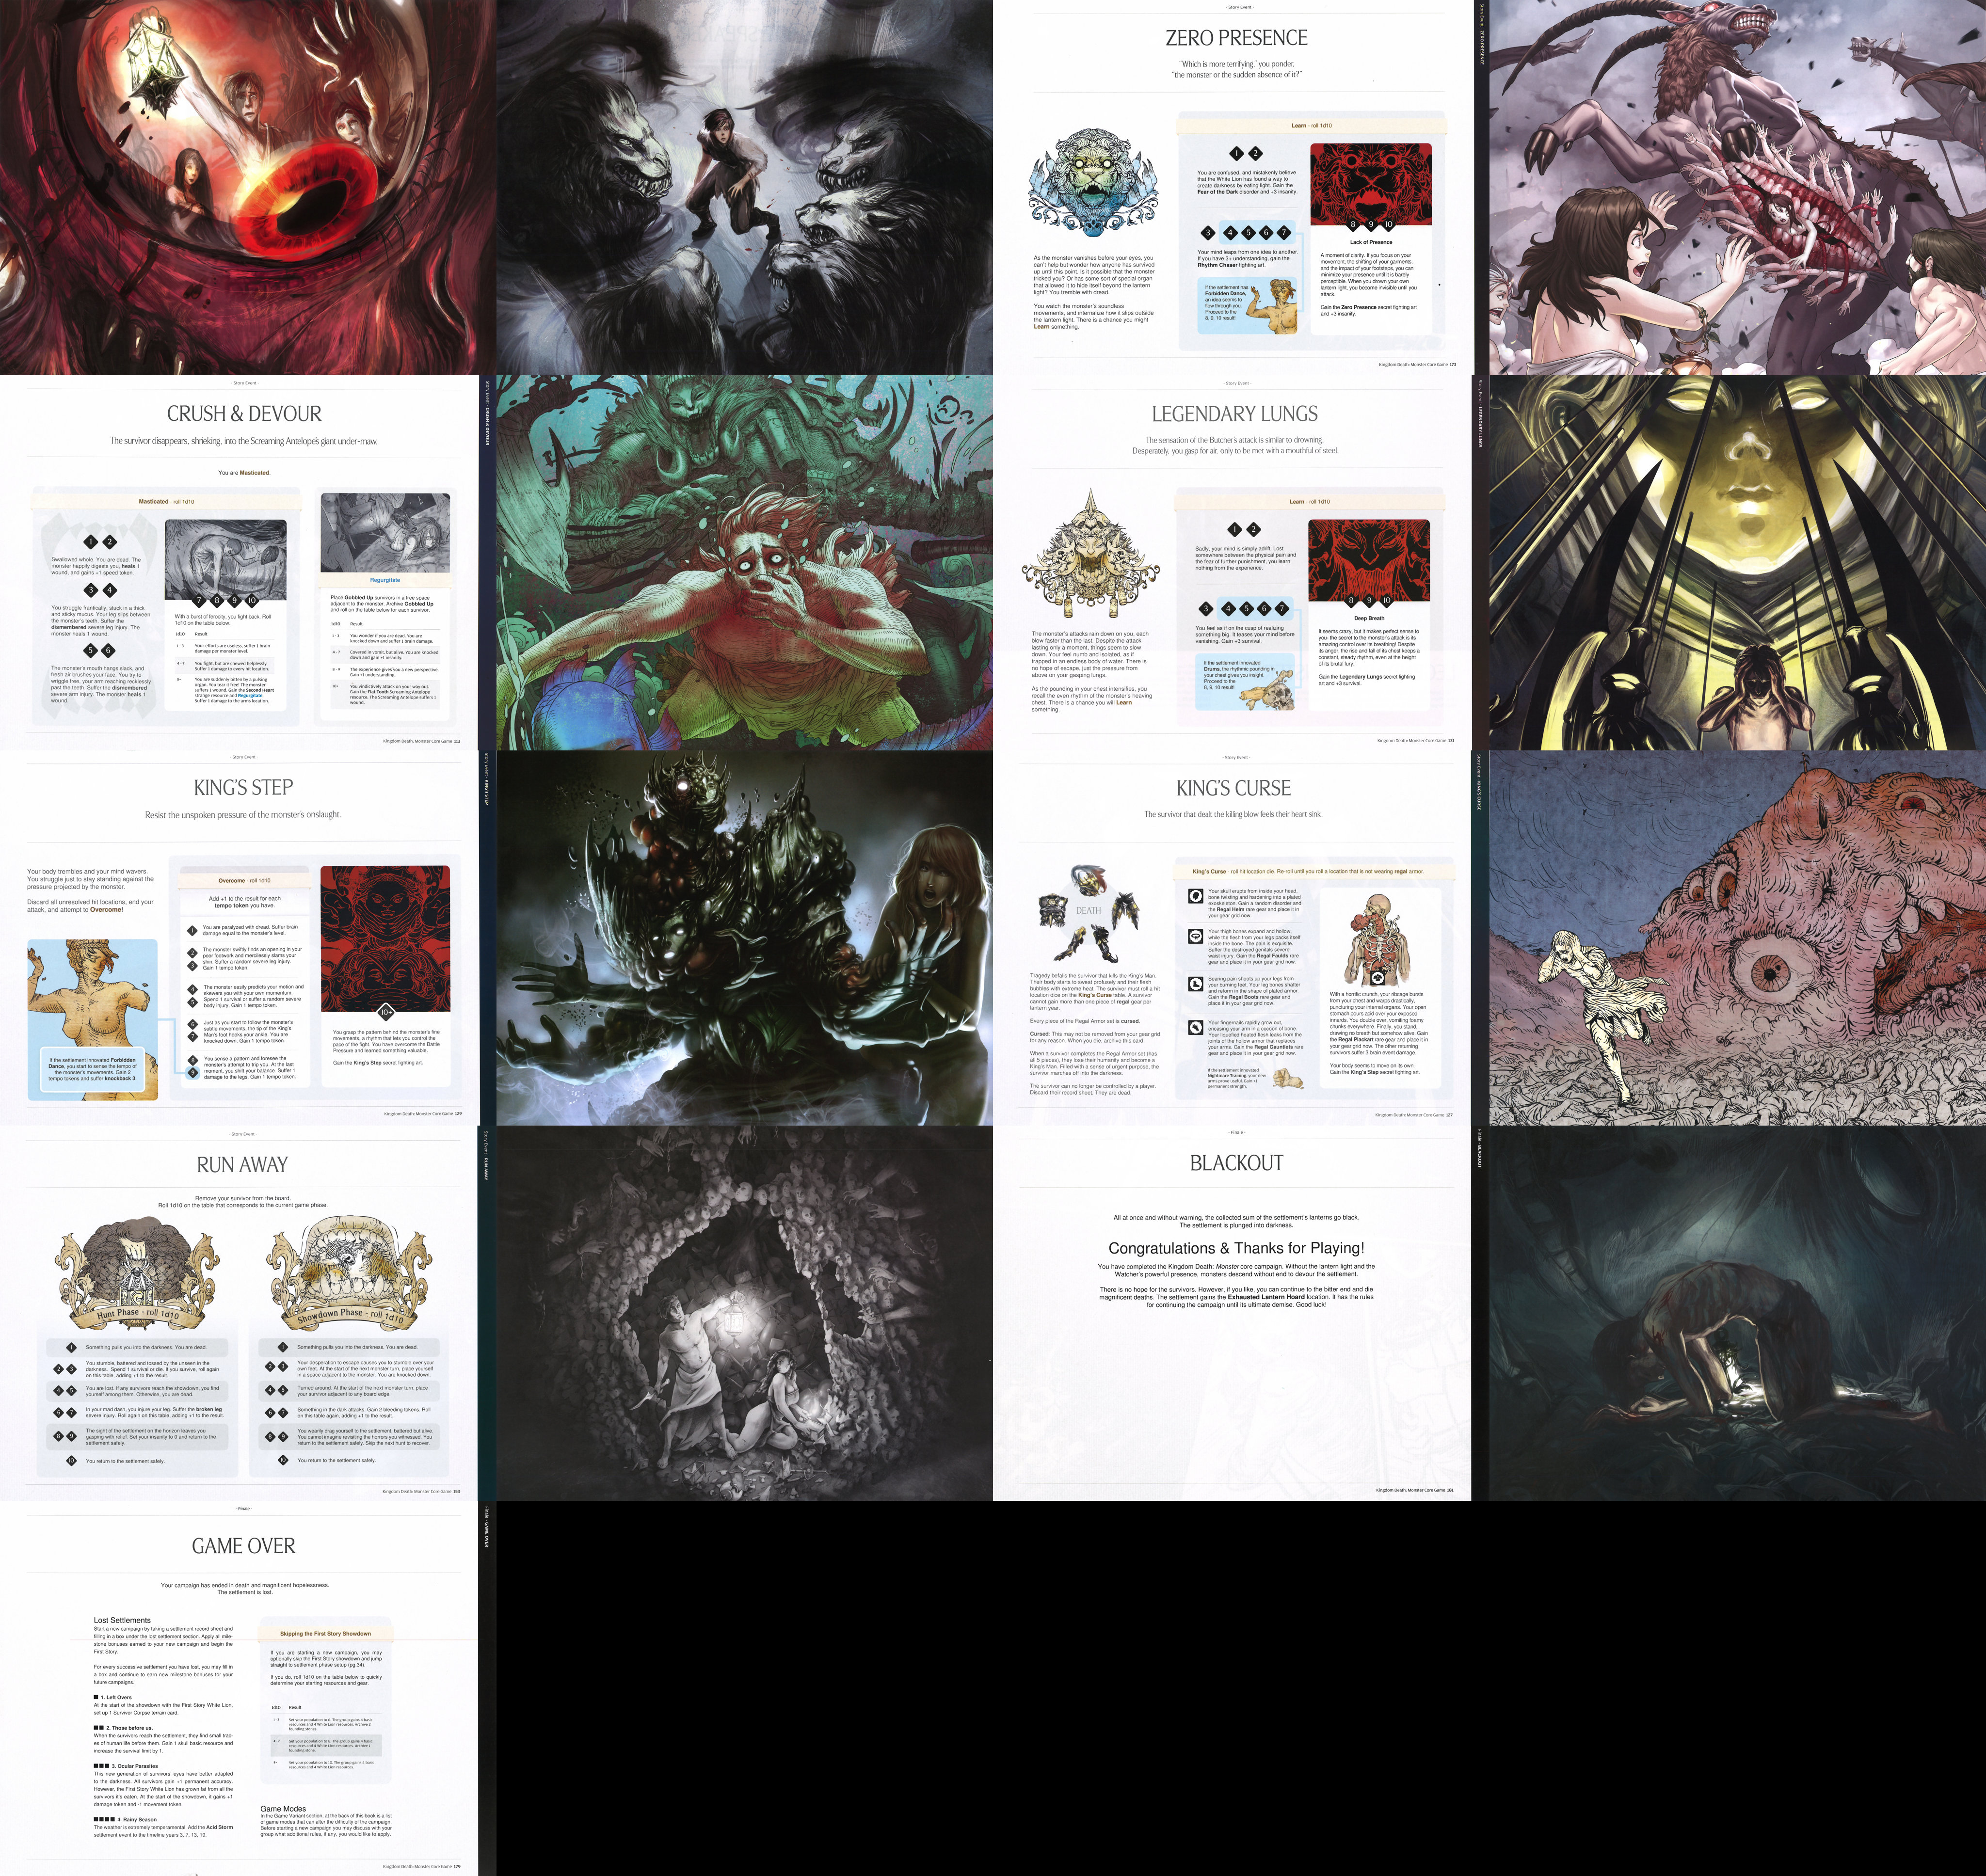 - Story Event -
ZERO PRESENCE
"Which is more terrifying," you ponder,
"the monster or the sudden absence of it?"
As the monster vanishes before your eyes, you
can't help but wonder how anyone has survived
up until this point. Is it possible that the monster
tricked you? Or has some sort of special organ
that allowed it to hide itself beyond the lantern
light? You tremble with dread.
You watch the monster's soundless
movements, and internalize how it slips outside
the lantern light. There is a chance you might
Learn something.
Learn - roll 1d10
1 2
You are confused, and mistakenly believe
that the White Lion has found a way to
create darkness by eating light. Gain the
Fear of the Dark disorder and +3 insanity.
3 4 5 6 7
Your mind leaps from one idea to another.
If you have 3+ understanding, gain the
Rhythm Chaser fighting art.
If the settlement has
Forbidden Dance,
an idea seems to
flow through you.
Proceed to the
8, 9, 10 result!
8 9 10
Lack of Presence
A moment of clarity. If you focus on your
movement, the shifting of your garments,
and the impact of your footsteps, you can
minimize your presence until it is barely
perceptible. When you drown your own
lantern light, you become invisible until you
attack.
Gain the Zero Presence secret fighting art
and +3 insanity.
Kingdom Death: Monster Core Game 173
Story Event - ZERO PRESENCE
- Story Event -
CRUSH & DEVOUR
The survivor disappears, shrieking, into the Screaming Antelope's giant under-maw.
You are Masticated.
Masticated - roll 1d10
1 2
Swallowed whole. You are dead. The
monster happily digests you, heals 1
wound, and gains +1 speed token.
3 4
You struggle frantically, stuck in a thick
and sticky mucus. Your leg slips between
the monster's teeth. Suffer the
dismembered severe leg injury. The
monster heals 1 wound.
5 6
The monster's mouth hangs slack, and
fresh air brushes your face. You try to
wriggle free, your arm reaching recklessly
past the teeth. Suffer the dismembered
severe arm injury. The monster heals 1
wound.
7 8 9 10
With a burst of ferocity, you fight back. Roll
1d10 on the table below.
1d10 Result
1 - 3 Your efforts are useless, suffer 1 brain
damage per monster level.
4 - 7 You fight, but are chewed helplessly.
Suffer 1 damage to every hit location.
8+ You are suddenly bitten by a pulsing
organ. You tear it free! The monster
suffers 1 wound. Gain the Second Heart
strange resource and Regurgitate.
Suffer 1 damage to the arms location.
Regurgitate
Place Gobbled Up survivors in a free space
adjacent to the monster. Archive Gobbled Up
and roll on the table below for each survivor.
1d10 Result
1 - 3 You wonder if you are dead. You are
knocked down and suffer 1 brain damage.
4 - 7 Covered in vomit, but alive. You are knocked
down and gain +1 insanity.
8 - 9 The experience gives you a new perspective.
Gain +1 understanding.
10+ You vindictively attack on your way out.
Gain the Flat Tooth Screaming Antelope
resource. The Screaming Antelope suffers 1
wound.
Kingdom Death: Monster Core Game 113
Story Event - CRUSH & DEVOUR
- Story Event -
LEGENDARY LUNGS
The sensation of the Butcher's attack is similar to drowning.
Desperately, you gasp for air, only to be met with a mouthful of steel.
The monster's attacks rain down on you, each
blow faster than the last. Despite the attack
lasting only a moment, things seem to slow
down. Your feel numb and isolated, as if
trapped in an endless body of water. There is
no hope of escape, just the pressure from
above on your gasping lungs.
As the pounding in your chest intensifies, you
recall the even rhythm of the monster's heaving
chest. There is a chance you will Learn
something.
Learn - roll 1d10
1 2
Sadly, your mind is simply adrift. Lost
somewhere between the physical pain and
the fear of further punishment, you learn
nothing from the experience.
3 4 5 6 7
You feel as if on the cusp of realizing
something big. It teases your mind before
vanishing. Gain +3 survival.
If the settlement innovated
Drums, the rhythmic pounding in
your chest gives you insight.
Proceed to the
8, 9, 10 result!
8 9 10
Deep Breath
It seems crazy, but it makes perfect sense to
you- the secret to the monster's attack is its
amazing control over its breathing! Despite
its anger, the rise and fall of its chest keeps a
constant, steady rhythm, even at the height
of its brutal fury.
Gain the Legendary Lungs secret fighting
art and +3 survival.
Kingdom Death: Monster Core Game 131
Story Event - LEGENDARY LUNGS
- Story Event -
KING'S STEP
Resist the unspoken pressure of the monster's onslaught.
Your body trembles and your mind wavers.
You struggle just to stay standing against the
pressure projected by the monster.
Discard all unresolved hit locations, end your
attack, and attempt to Overcome!
If the settlement innovated Forbidden
Dance, you start to sense the tempo of
the monster's movements. Gain 2
tempo tokens and suffer knockback 3.
Overcome - roll 1d10
Add +1 to the result for each
tempo token you have.
1 You are paralyzed with dread. Suffer brain
damage equal to the monster's level.
2 3 The monster swiftly finds an opening in your
poor footwork and mercilessly slams your
shin. Suffer a random severe leg injury.
Gain 1 tempo token.
4 5 The monster easily predicts your motion and
skewers you with your own momentum.
Spend 1 survival or suffer a random severe
body injury. Gain 1 tempo token.
6 7 Just as you start to follow the monster's
subtle movements, the tip of the King's
Man's foot hooks your ankle. You are
knocked down. Gain 1 tempo token.
8 9 You sense a pattern and foresee the
monster's attempt to trip you. At the last
moment, you shift your balance. Suffer 1
damage to the legs. Gain 1 tempo token.
10+
You grasp the pattern behind the monster's fine
movements, a rhythm that lets you control the
pace of the fight. You have overcome the Battle
Pressure and learned something valuable.
Gain the King's Step secret fighting art.
Kingdom Death: Monster Core Game 129
Story Event - KING'S STEP
- Story Event -
KING'S CURSE
The survivor that dealt the killing blow feels their heart sink.
DEATH
Tragedy befalls the survivor that kills the King's Man.
Their body starts to sweat profusely and their flesh
bubbles with extreme heat. The survivor must roll a hit
location dice on the King's Curse table. A survivor
cannot gain more than one piece of regal gear per
lantern year.
Every piece of the Regal Armor set is cursed.
Cursed: This may not be removed from your gear grid
for any reason. When you die, archive this card.
When a survivor completes the Regal Armor set (has
all 5 pieces), they lose their humanity and become a
King's Man. Filled with a sense of urgent purpose, the
survivor marches off into the darkness.
The survivor can no longer be controlled by a player.
Discard their record sheet. They are dead.
King's Curse - roll hit location die. Re-roll until you roll a location that is not wearing regal armor.
Your skull erupts from inside your head,
bone twisting and hardening into a plated
exoskeleton. Gain a random disorder and
the Regal Helm rare gear and place it in
your gear grid now.
Your thigh bones expand and hollow,
while the flesh from your legs packs itself
inside the bone. The pain is exquisite.
Suffer the destroyed genitals severe
waist injury. Gain the Regal Faulds rare
gear and place it in your gear grid now.
Searing pain shoots up your legs from
your burning feet. Your leg bones shatter
and reform in the shape of plated armor.
Gain the Regal Boots rare gear and
place it in your gear grid now.
Your fingernails rapidly grow out,
encasing your arm in a cocoon of bone.
Your liquefied heated flesh leaks from the
joints of the hollow armor that replaces
your arms. Gain the Regal Gauntlets rare
gear and place it in your gear grid now.
If the settlement innovated
Nightmare Training, your new
arms prove useful. Gain +1
permanent strength.
With a horrific crunch, your ribcage bursts
from your chest and warps drastically,
puncturing your internal organs. Your open
stomach pours acid over your exposed
innards. You double over, vomiting foamy
chunks everywhere. Finally, you stand,
drawing no breath but somehow alive. Gain
the Regal Plackart rare gear and place it in
your gear grid now. The other returning
survivors suffer 3 brain event damage.
Your body seems to move on its own.
Gain the King's Step secret fighting art.
Kingdom Death: Monster Core Game 127
Story Event - KING'S CURSE
- Story Event -
RUN AWAY
Remove your survivor from the board.
Roll 1d10 on the table that corresponds to the current game phase.
Hunt Phase - roll 1d10
1 Something pulls you into the darkness. You are dead.
2 3 You stumble, battered and tossed by the unseen in the
darkness. Spend 1 survival or die. If you survive, roll again
on this table, adding +1 to the result.
4 5 You are lost. If any survivors reach the showdown, you find
yourself among them. Otherwise, you are dead.
6 7 In your mad dash, you injure your leg. Suffer the broken leg
severe injury. Roll again on this table, adding +1 to the result.
8 9 The sight of the settlement on the horizon leaves you
gasping with relief. Set your insanity to 0 and return to the
settlement safely.
10 You return to the settlement safely.
Showdown Phase - roll 1d10
1 Something pulls you into the darkness. You are dead.
2 3 Your desperation to escape causes you to stumble over your
own feet. At the start of the next monster turn, place yourself
in a space adjacent to the monster. You are knocked down.
4 5 Turned around. At the start of the next monster turn, place
your survivor adjacent to any board edge.
6 7 Something in the dark attacks. Gain 2 bleeding tokens. Roll
on this table again, adding +1 to the result.
8 9 You wearily drag yourself to the settlement, battered but alive.
You cannot imagine revisiting the horrors you witnessed. You
return to the settlement safely. Skip the next hunt to recover.
10 You return to the settlement safely.
Kingdom Death: Monster Core Game 153
Story Event - RUN AWAY
- Finale -
BLACKOUT
All at once and without warning, the collected sum of the settlement's lanterns go black.
The settlement is plunged into darkness.
Congratulations & Thanks for Playing!
You have completed the Kingdom Death: Monster core campaign. Without the lantern light and the
Watcher's powerful presence, monsters descend without end to devour the settlement.
There is no hope for the survivors. However, if you like, you can continue to the bitter end and die
magnificent deaths. The settlement gains the Exhausted Lantern Hoard location. It has the rules
for continuing the campaign until its ultimate demise. Good luck!
Kingdom Death: Monster Core Game 181
Finale - BLACKOUT
- Finale -
GAME OVER
Your campaign has ended in death and magnificent hopelessness.
The settlement is lost.
Lost Settlements
Start a new campaign by taking a settlement record sheet and
filling in a box under the lost settlement section. Apply all mile-
stone bonuses earned to your new campaign and begin the
First Story.
For every successive settlement you have lost, you may fill in
a box and continue to earn new milestone bonuses for your
future campaigns.
1. Left Overs
At the start of the showdown with the First Story White Lion,
set up 1 Survivor Corpse terrain card.
2. Those before us.
When the survivors reach the settlement, they find small trac-
es of human life before them. Gain 1 skull basic resource and
increase the survival limit by 1.
3. Ocular Parasites
This new generation of survivors' eyes have better adapted
to the darkness. All survivors gain +1 permanent accuracy.
However, the First Story White Lion has grown fat from all the
survivors it's eaten. At the start of the showdown, it gains +1
damage token and -1 movement token.
4. Rainy Season
The weather is extremely temperamental. Add the Acid Storm
settlement event to the timeline years 3, 7, 13, 19.
Skipping the First Story Showdown
If you are starting a new campaign, you may
optionally skip the First Story showdown and jump
straight to settlement phase setup (pg.34).
If you do, roll 1d10 on the table below to quickly
determine your starting resources and gear.
1d10 Result
1 - 3 Set your population to 6. The group gains 4 basic
resources and 4 White Lion resources. Archive 2
founding stones.
4 - 7 Set your population to 8. The group gains 4 basic
resources and 4 White Lion resources. Archive 1
founding stone.
8+ Set your population to 10. The group gains 4 basic
resources and 4 White Lion resources.
Game Modes
In the Game Variant section, at the back of this book is a list
of game modes that can alter the difficulty of the campaign.
Before starting a new campaign you may discuss with your
group what additional rules, if any, you would like to apply.
Kingdom Death: Monster Core Game 179
Finale - GAME OVER